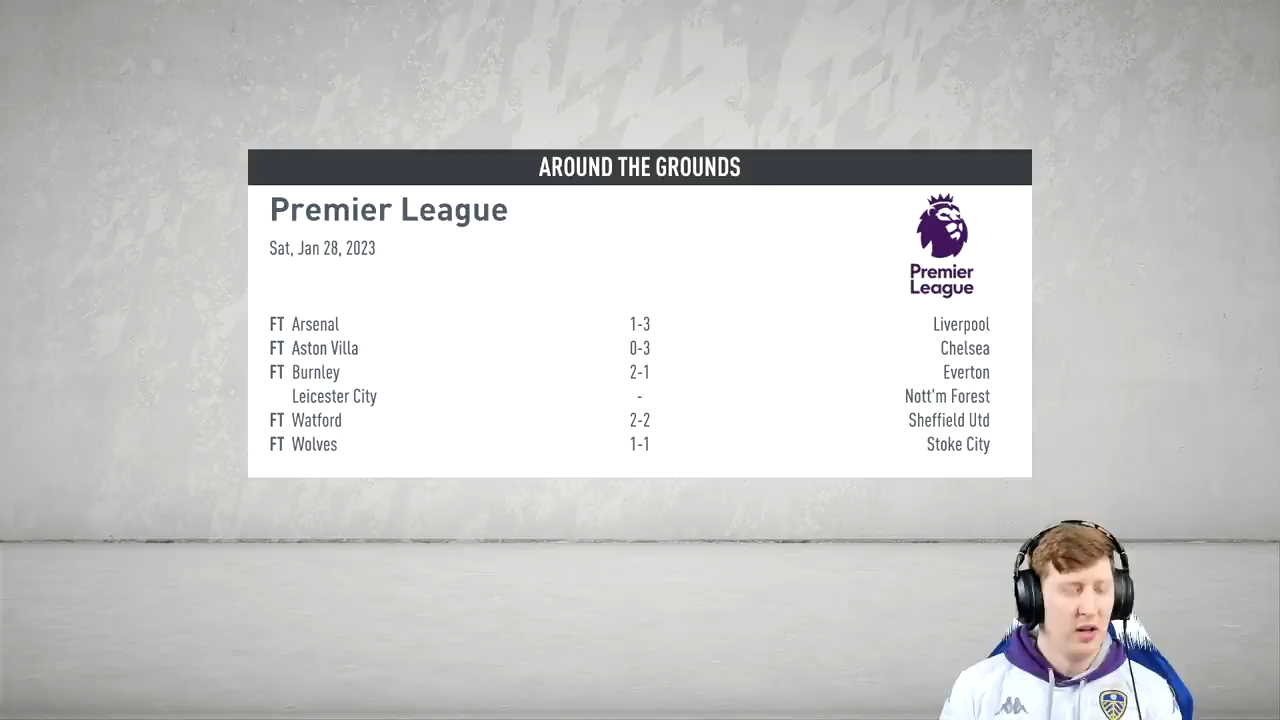 AROUND THE GROUNDS
Premier League
Sat, Jan 28, 2023
Premier
League
FT Arsenal 1-3 Liverpool
FT Aston Villa 0-3 Chelsea
FT Burnley 2-1 Everton
Leicester City - Nott'm Forest
FT Watford 2-2 Sheffield Utd
FT Wolves 1-1 Stoke City